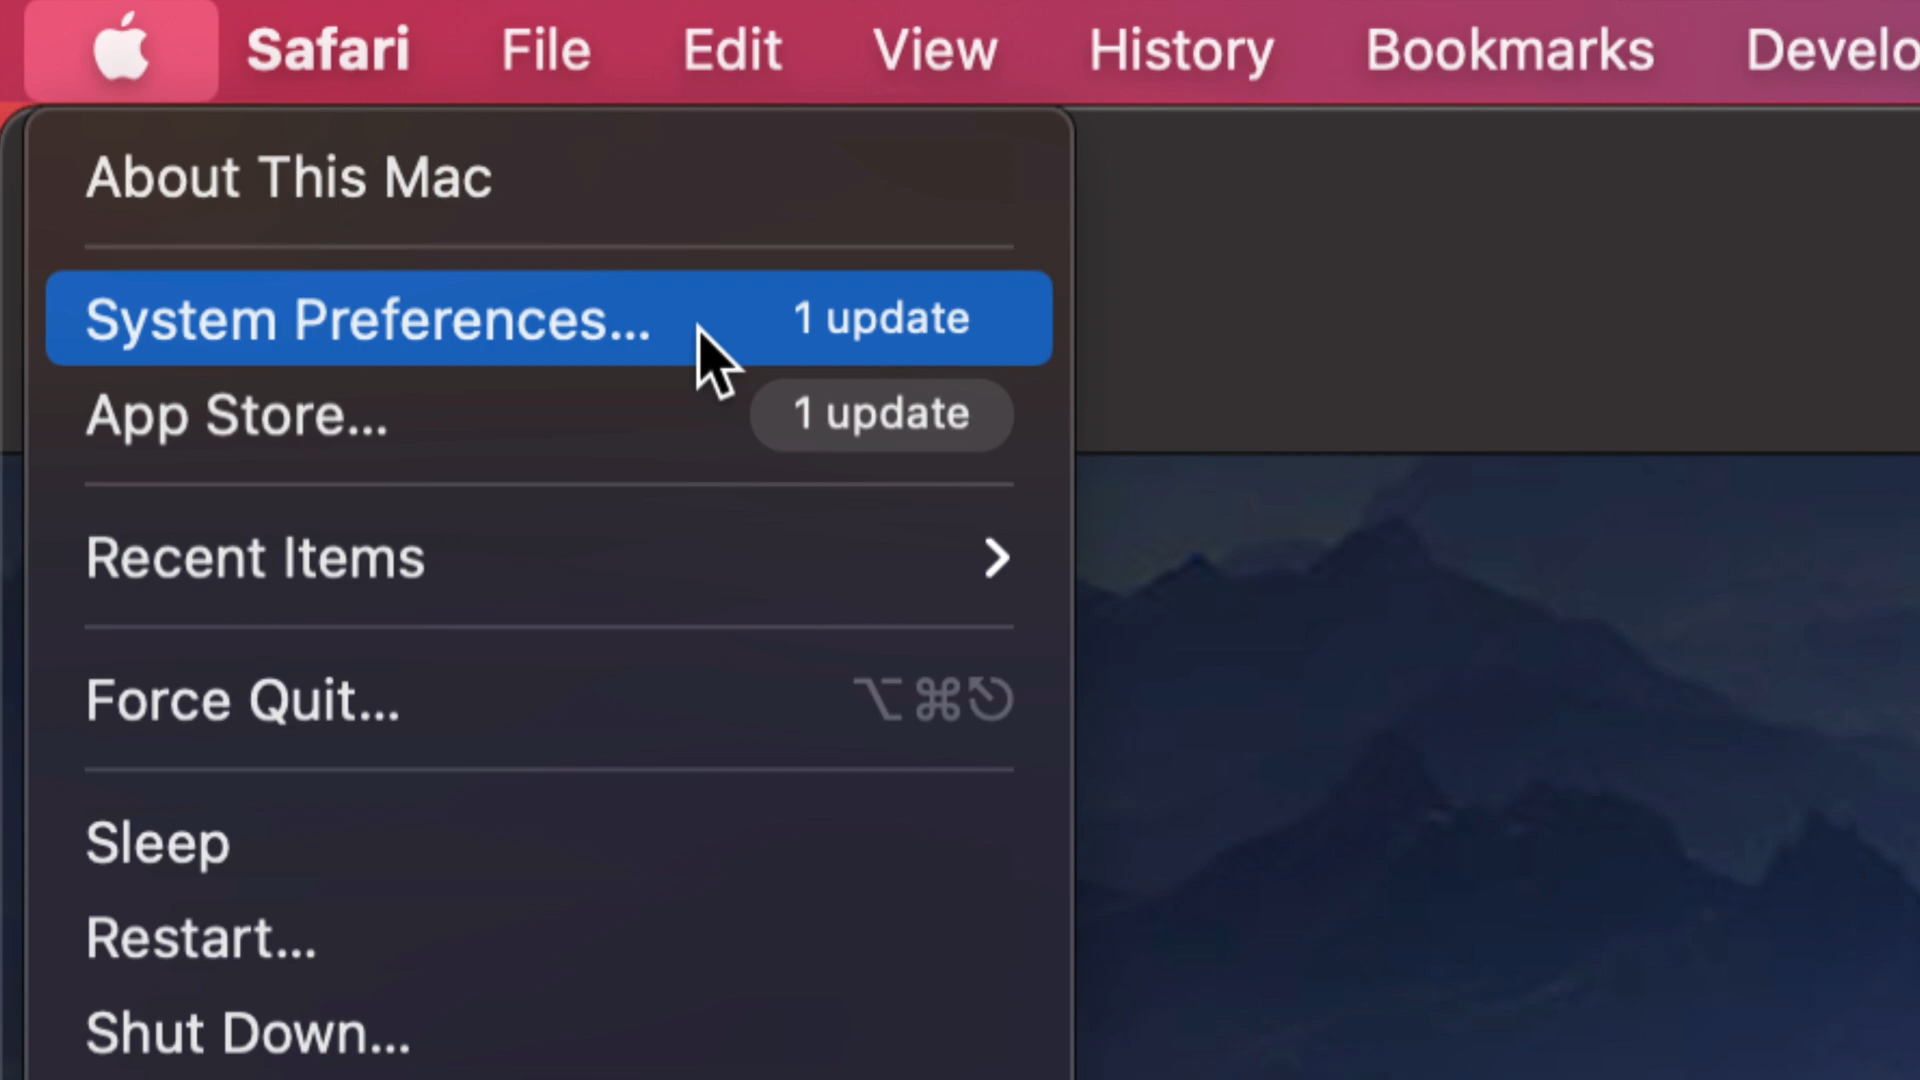 Safari File Edit View History Bookmarks Develo
About This Mac
System Preferences... 1 update
App Store... 1 update
Recent Items
Force Quit... ⌥⌘⎋
Sleep
Restart...
Shut Down...